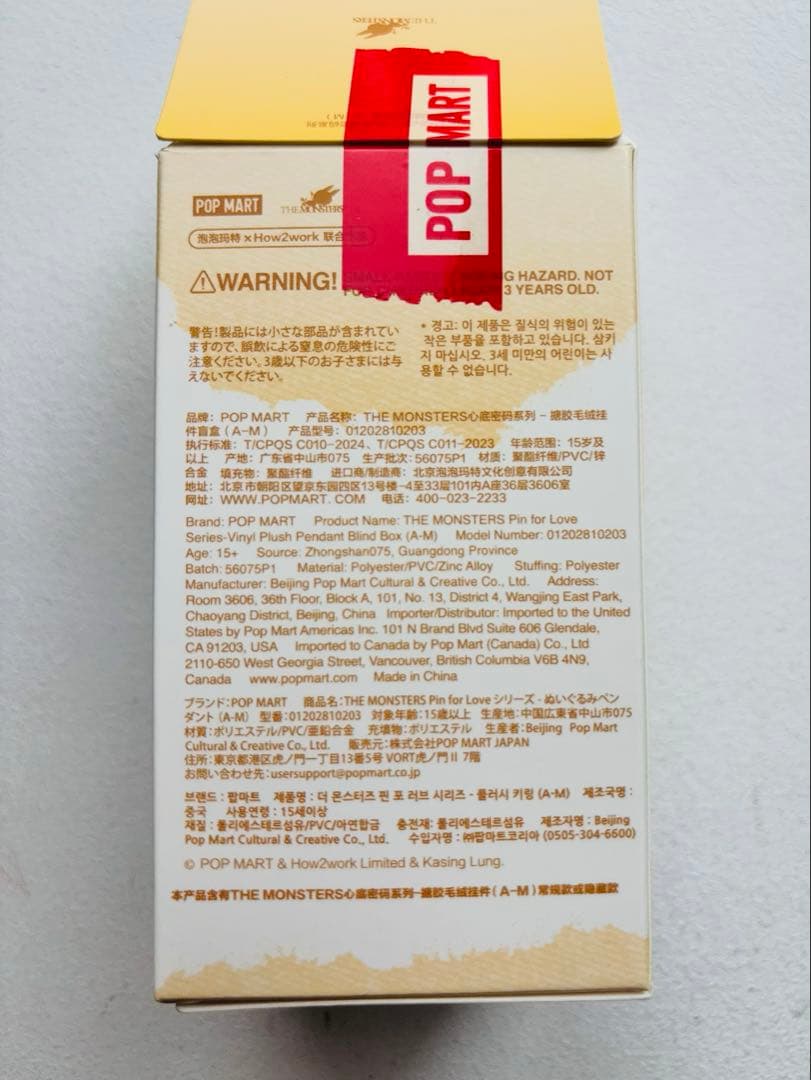 THE MONSTERS
POP MART
POP MART
THE MONSTERS
泡泡玛特×How2work 联合
WARNING! HAZARD. NOT
3 YEARS OLD.
警告!製品には小さな部品が含まれてい
ますので、誤飲による窒息の危険性にご
注意ください。3歳以下のお子さまには与
えないでください。
* 경고: 이 제품은 질식의 위험이 있는
작은 부품을 포함하고 있습니다. 삼키
지 마십시오. 3세 미만의 어린이는 사
용할 수 없습니다.
品牌: POP MART 产品名称: THE MONSTERS心底密码系列 - 搪胶毛绒挂
件盲盒 (A-M) 产品型号: 01202810203
执行标准: T/CPQS C010-2024、T/CPQS C011-2023 年龄范围: 15岁及
以上 产地: 广东省中山市075 生产批次: 56075P1 材质: 聚酯纤维/PVC/锌
合金 填充物: 聚酯纤维 进口商/制造商: 北京泡泡玛特文化创意有限公司
地址: 北京市朝阳区望京东园四区13号楼-4至33层101内A座36层3606室
网址: WWW.POPMART.COM 电话: 400-023-2233
Brand: POP MART Product Name: THE MONSTERS Pin for Love
Series-Vinyl Plush Pendant Blind Box (A-M) Model Number: 01202810203
Age: 15+ Source: Zhongshan075, Guangdong Province
Batch: 56075P1 Material: Polyester/PVC/Zinc Alloy Stuffing: Polyester
Manufacturer: Beijing Pop Mart Cultural & Creative Co., Ltd. Address:
Room 3606, 36th Floor, Block A, 101, No. 13, District 4, Wangjing East Park,
Chaoyang District, Beijing, China Importer/Distributor: Imported to the United
States by Pop Mart Americas Inc. 101 N Brand Blvd Suite 606 Glendale,
CA 91203, USA Imported to Canada by Pop Mart (Canada) Co., Ltd
2110-650 West Georgia Street, Vancouver, British Columbia V6B 4N9,
Canada www.popmart.com Made in China
ブランド:POP MART 商品名:THE MONSTERS Pin for Love シリーズ - ぬいぐるみペン
ダント (A-M) 型番:01202810203 対象年齢:15歳以上 生産地:中国広東省中山市075
材質:ポリエステル/PVC/亜鉛合金 充填物:ポリエステル 生産者:Beijing Pop Mart
Cultural & Creative Co., Ltd. 販売元:株式会社POP MART JAPAN
住所:東京都港区虎ノ門一丁目13番5号 VORT虎ノ門Ⅱ 7階
お問い合わせ先:usersupport@popmart.co.jp
브랜드 : 팝마트 제품명 : 더 몬스터즈 핀 포 러브 시리즈 - 플러시 키링 (A-M) 제조국명 :
중국 사용연령 : 15세이상
재질 : 폴리에스테르섬유/PVC/아연합금 충전재: 폴리에스테르섬유 제조자명 : Beijing
Pop Mart Cultural & Creative Co., Ltd. 수입자명 : ㈜팝마트코리아 (0505-304-6600)
© POP MART & How2work Limited & Kasing Lung.
本产品含有THE MONSTERS心底密码系列-搪胶毛绒挂件(A-M)常规款或隐藏款